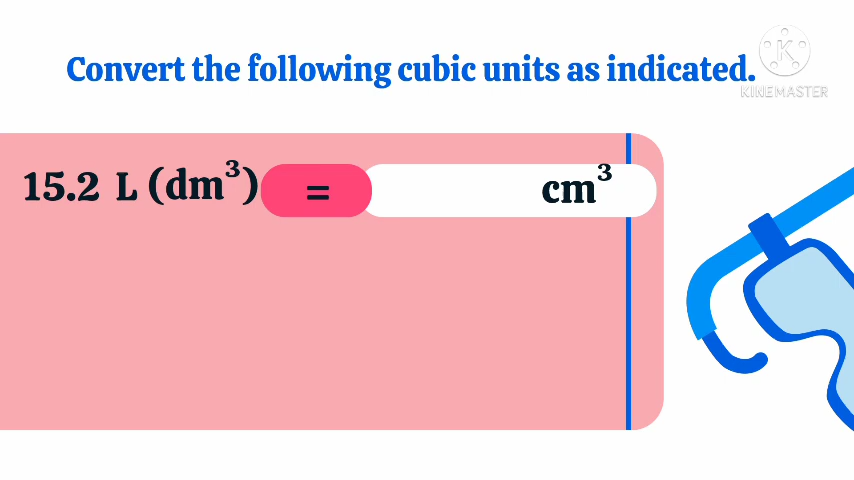 Convert the following cubic units as indicated.
K
KINEMASTER
15.2 L (dm³) = cm³